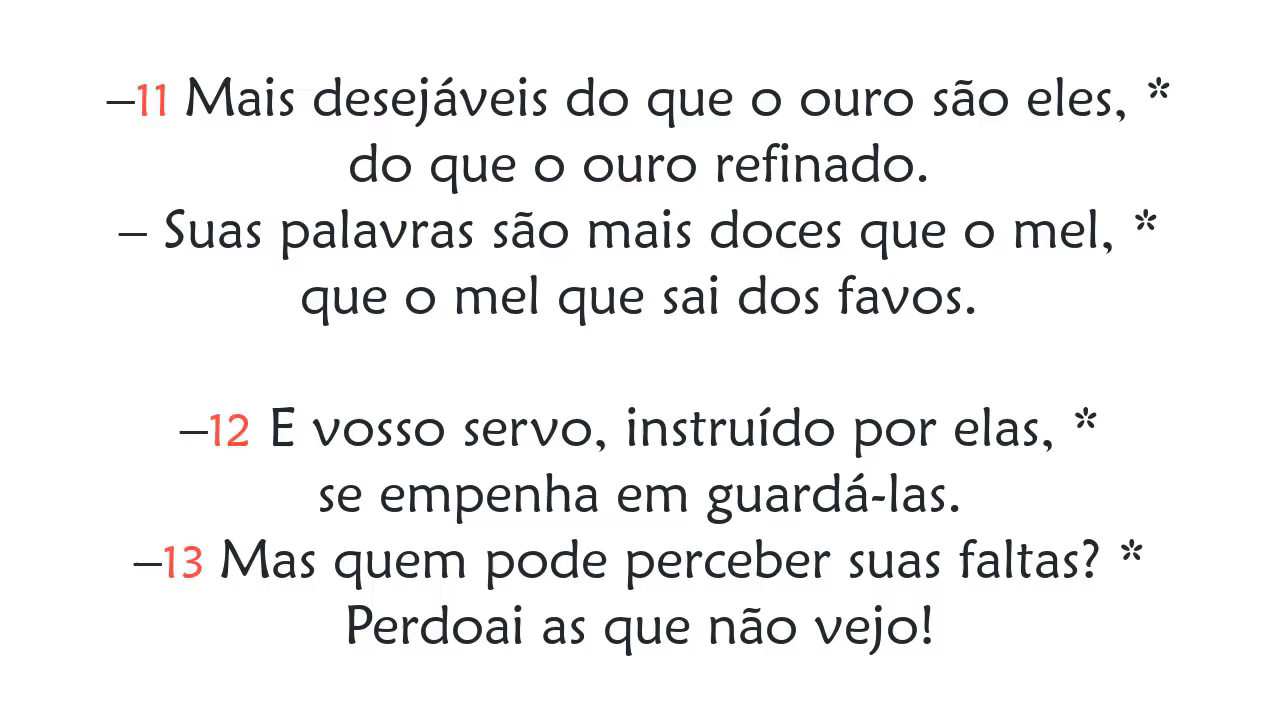 –11 Mais desejáveis do que o ouro são eles, *
do que o ouro refinado.
– Suas palavras são mais doces que o mel, *
que o mel que sai dos favos.
–12 E vosso servo, instruído por elas, *
se empenha em guardá-las.
–13 Mas quem pode perceber suas faltas? *
Perdoai as que não vejo!